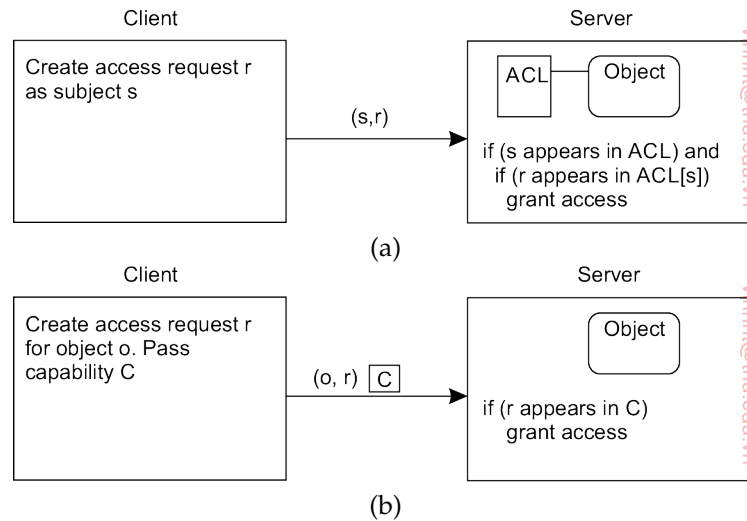 Client
Server
Create access request r
as subject s
(s,r)
ACL
Object
if (s appears in ACL) and
if (r appears in ACL[s])
grant access
(a)
Client
Server
Create access request r
for object o. Pass
capability C
(o, r) C
Object
if (r appears in C)
grant access
(b)